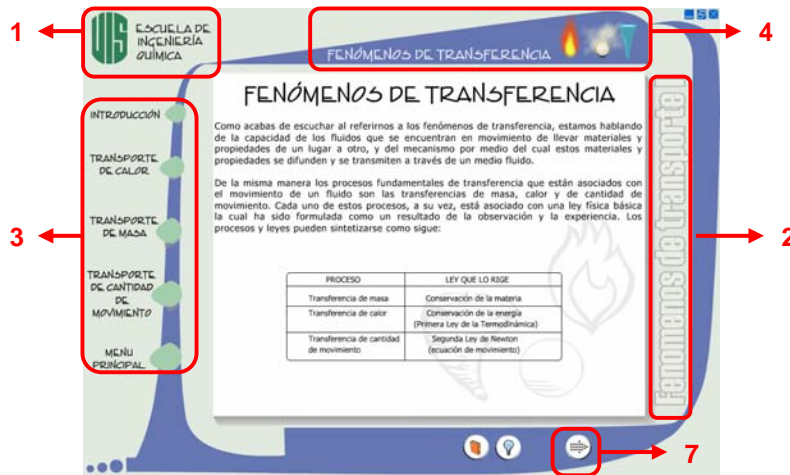 1
UIS
ESCUELA DE
INGENIERÍA
QUÍMICA
FENÓMENOS DE TRANSFERENCIA
4
INTRODUCCIÓN
TRANSPORTE
DE CALOR
3
TRANSPORTE
DE MASA
TRANSPORTE
DE CANTIDAD
DE
MOVIMIENTO
MENU
PRINCIPAL
FENÓMENOS DE TRANSFERENCIA
Como acabas de escuchar al referirnos a los fenómenos de transferencia, estamos hablando
de la capacidad de los fluidos que se encuentran en movimiento de llevar materiales y
propiedades de un lugar a otro, y del mecanismo por medio del cual estos materiales y
propiedades se difunden y se transmiten a través de un medio fluido.
De la misma manera los procesos fundamentales de transferencia que están asociados con
el movimiento de un fluido son las transferencias de masa, calor y de cantidad de
movimiento. Cada uno de estos procesos, a su vez, está asociado con una ley física básica
la cual ha sido formulada como un resultado de la observación y la experiencia. Los
procesos y leyes pueden sintetizarse como sigue:
PROCESO LEY QUE LO RIGE
Transferencia de masa Conservación de la materia
Transferencia de calor Conservación de la energía
(Primera Ley de la Termodinámica)
Transferencia de cantidad Segunda Ley de Newton
de movimiento (ecuación de movimiento)
Fenomenos de transporte
2
7